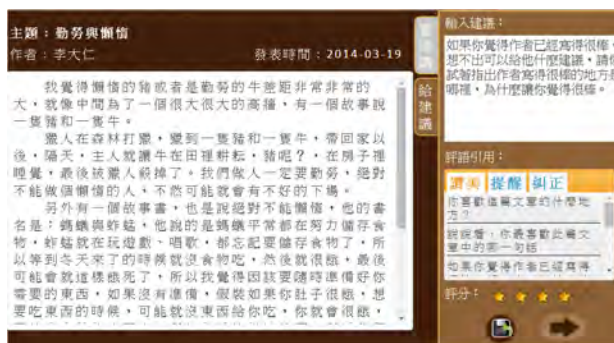 主題：勤勞與懶惰
作者：李大仁
發表時間：2014-03-19
我覺得懶惰的豬或者是勤勞的牛差距非常非常的
大，就像中間為了一個很大很大的高牆，有一個故事說
一隻豬和一隻牛。
獵人在森林打獵，獵到一隻豬和一隻牛，帶回家以
後，隔天，主人就讓牛在田裡耕耘，豬呢？，在房子裡
睡覺，最後被獵人殺掉了。我們做人一定要勤勞，絕對
不能做個懶惰的人，不然可能就會有不好的下場。
另外有一個故事書，也是說絕對不能懶惰，他的書
名是：螞蟻與蚱蜢，他說的是螞蟻平常都在努力儲存食
物，蚱蜢就在玩遊戲、唱歌，都忘記要儲存食物了，所
以等到冬天來了的時候就沒食物吃，然後就很餓，最後
可能會就這樣餓死了，所以我覺得因該要隨時準備好你
需要的東西，如果沒有準備，假裝如果你肚子很餓，想
要吃東西的時候，可能就沒東西給你吃，你就會很餓，
給建議
輸入建議：
如果你覺得作者已經寫得很棒，
想不出可以給他什麼建議，請
試著指出作者寫得很棒的地方
哪裡，為什麼讓你覺得很棒。
評語引用：
讚美 提醒 糾正
你喜歡這篇文章的什麼地
方？
說說看，你最喜歡此篇文
章中的哪一句話
如果你覺得作者已經寫得
評分：